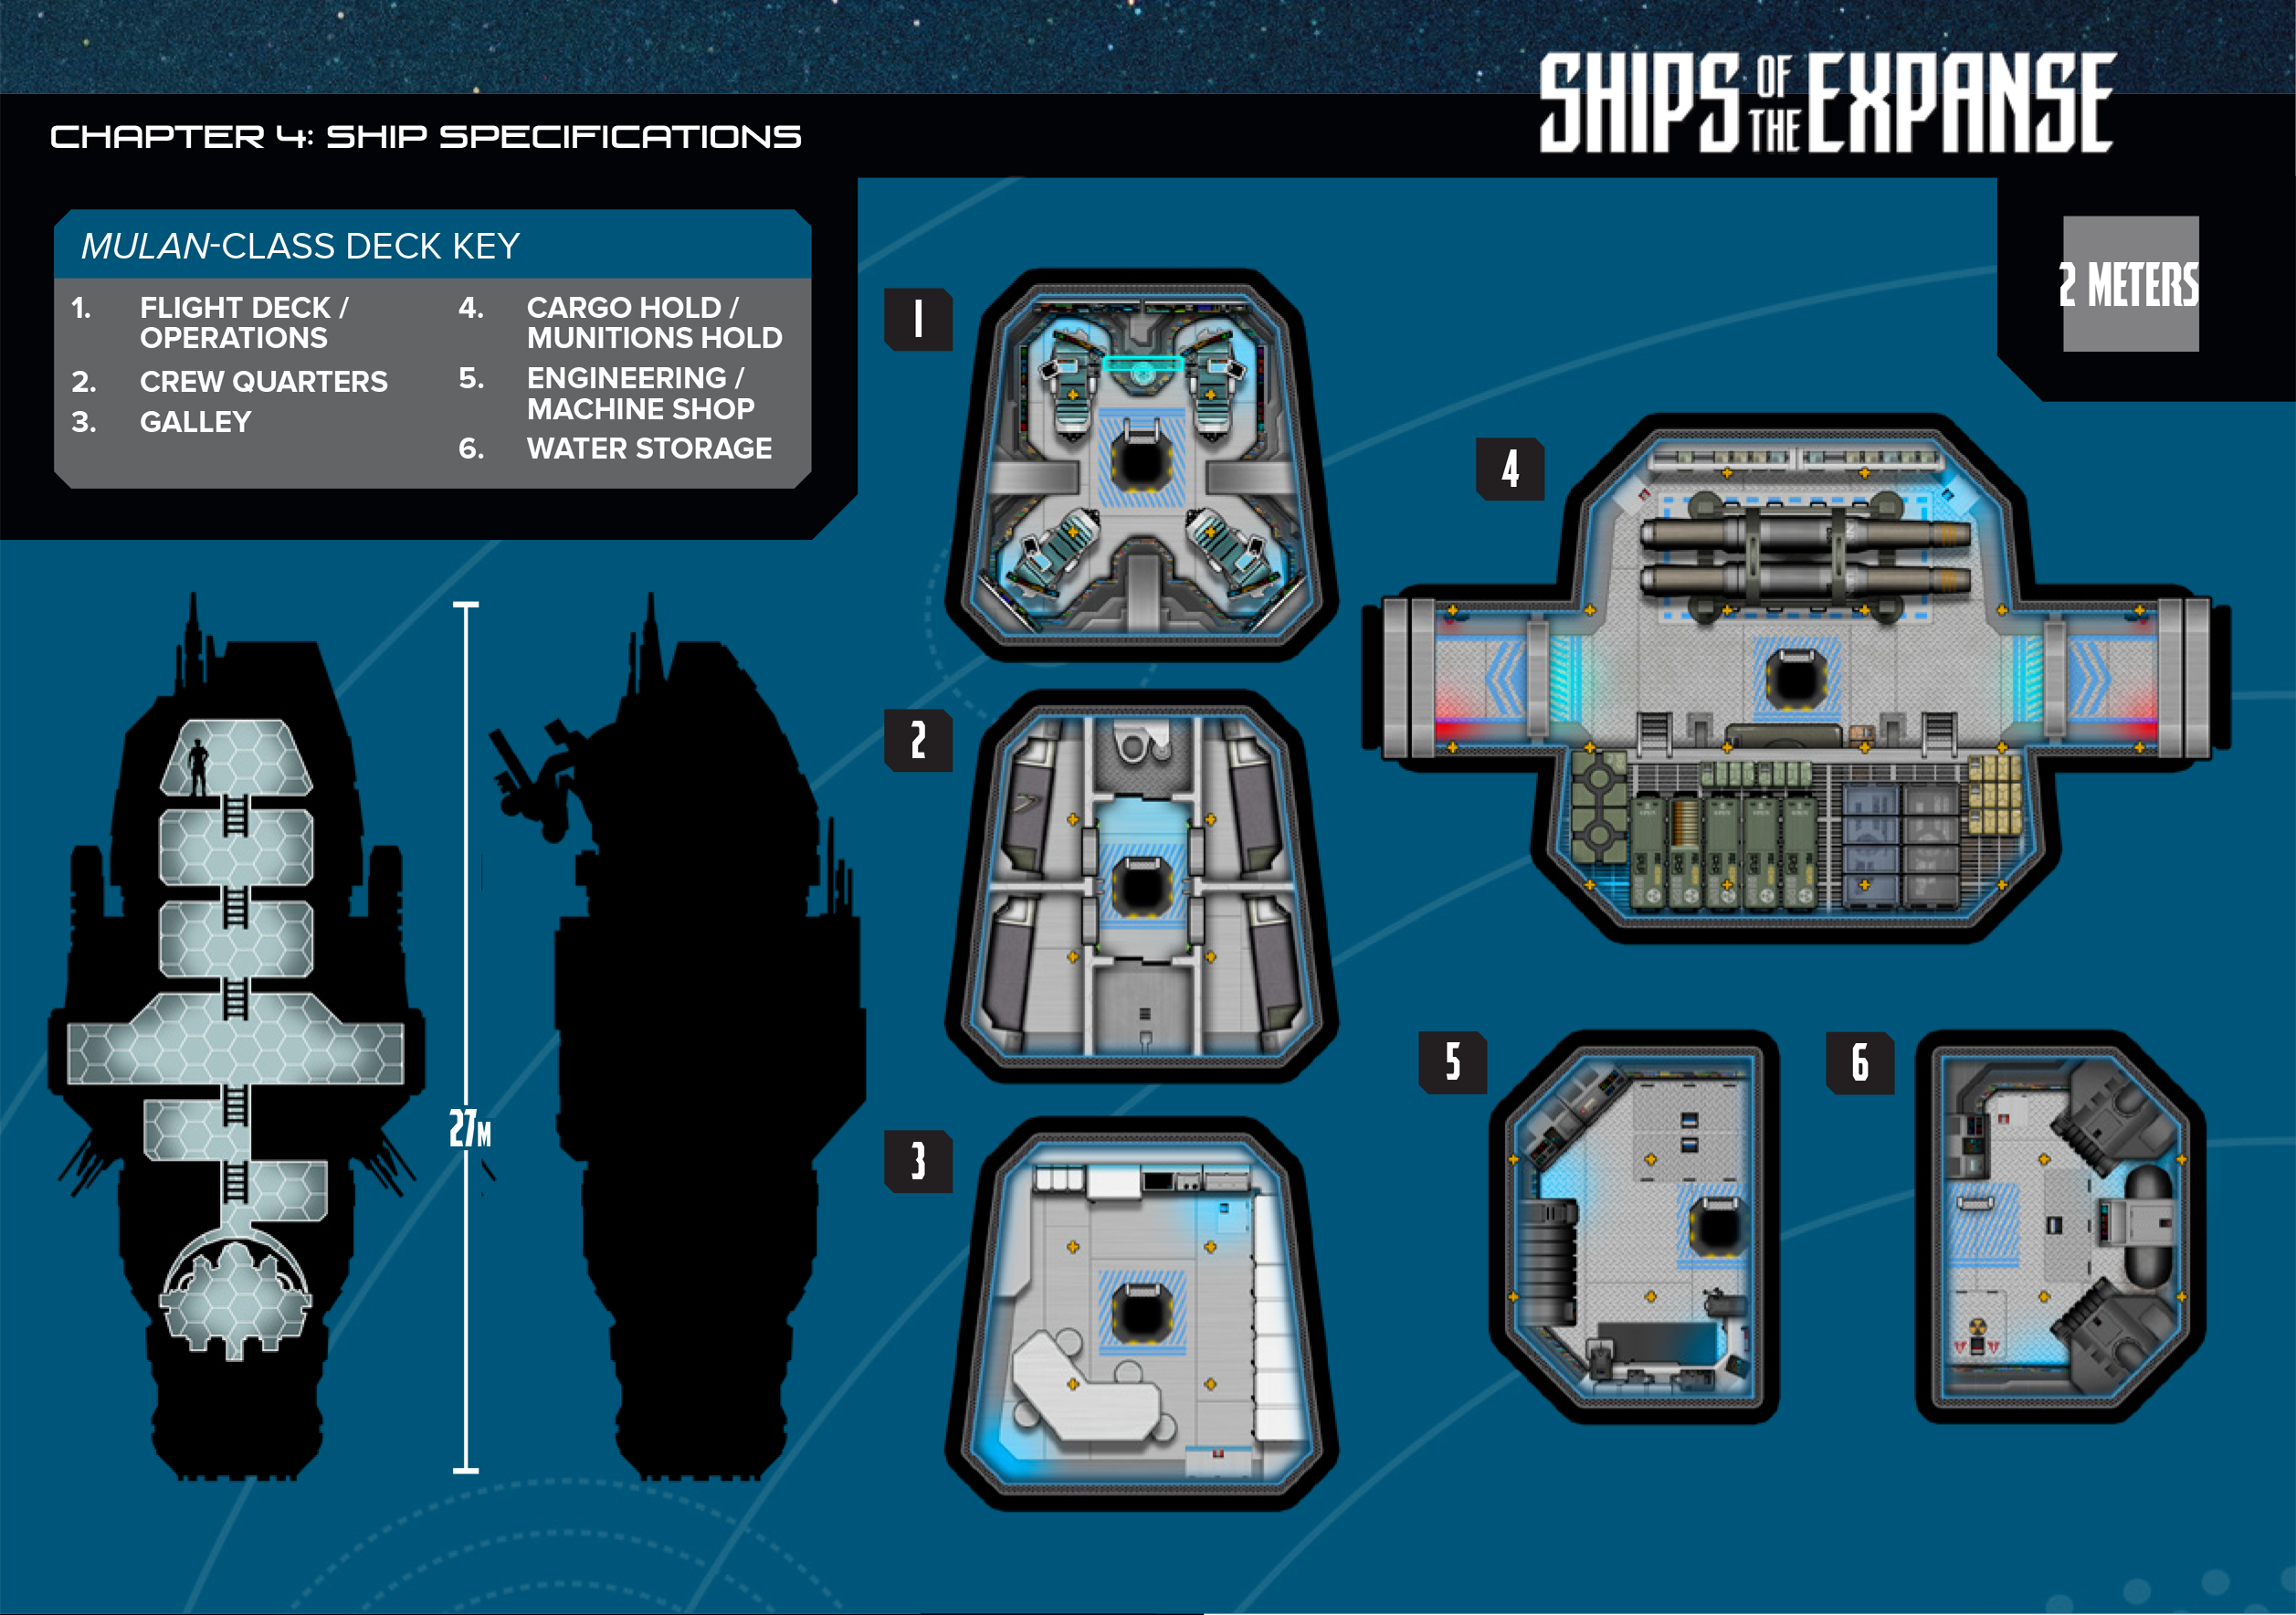 SHIPS OF THE EXPANSE
CHAPTER 4: SHIP SPECIFICATIONS
MULAN-CLASS DECK KEY
1. FLIGHT DECK /
OPERATIONS
2. CREW QUARTERS
3. GALLEY
4. CARGO HOLD /
MUNITIONS HOLD
5. ENGINEERING /
MACHINE SHOP
6. WATER STORAGE
2 METERS
1
2
3
4
5
6
27M